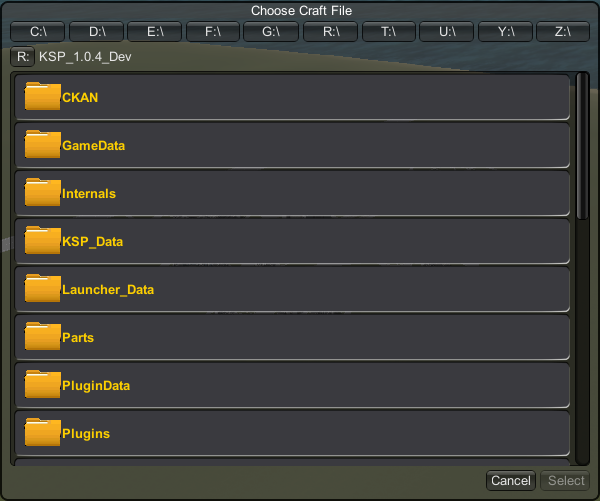 Choose Craft File
C:\ D:\ E:\ F:\ G:\ R:\ T:\ U:\ Y:\ Z:\
R: KSP_1.0.4_Dev
CKAN
GameData
Internals
KSP_Data
Launcher_Data
Parts
PluginData
Plugins
Cancel Select